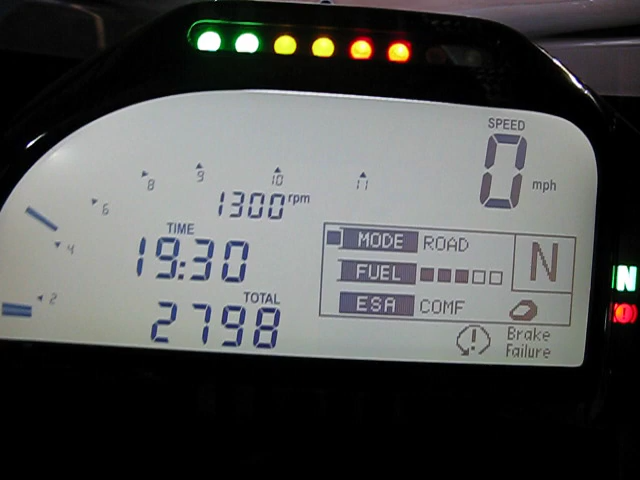 SPEED
0 mph
2 4 6 8 9 10 11
1300 rpm
TIME
19:30
TOTAL
2798
MODE ROAD
FUEL
ESA COMF
N
Brake
Failure
N